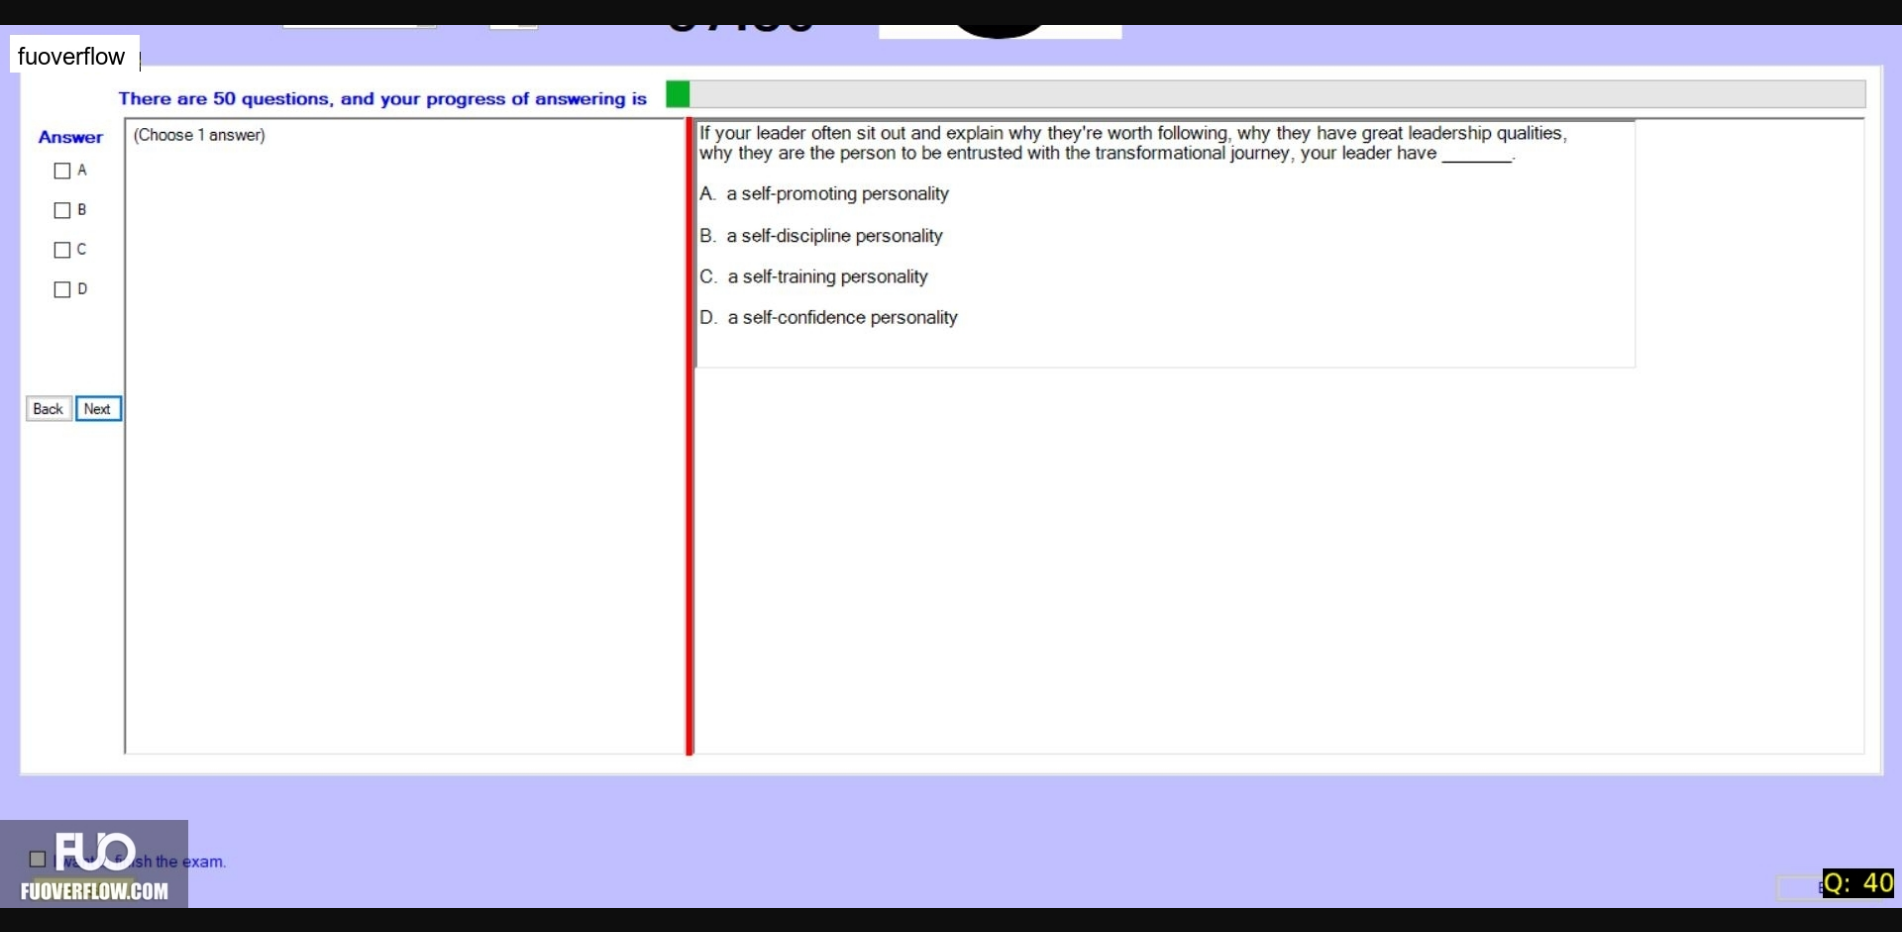 fuoverflow
There are 50 questions, and your progress of answering is
Answer
(Choose 1 answer)
A
B
C
D
Back Next
If your leader often sit out and explain why they're worth following, why they have great leadership qualities,
why they are the person to be entrusted with the transformational journey, your leader have _______.
A. a self-promoting personality
B. a self-discipline personality
C. a self-training personality
D. a self-confidence personality
FUO
the exam.
FUOVERFLOW.COM
Q: 40